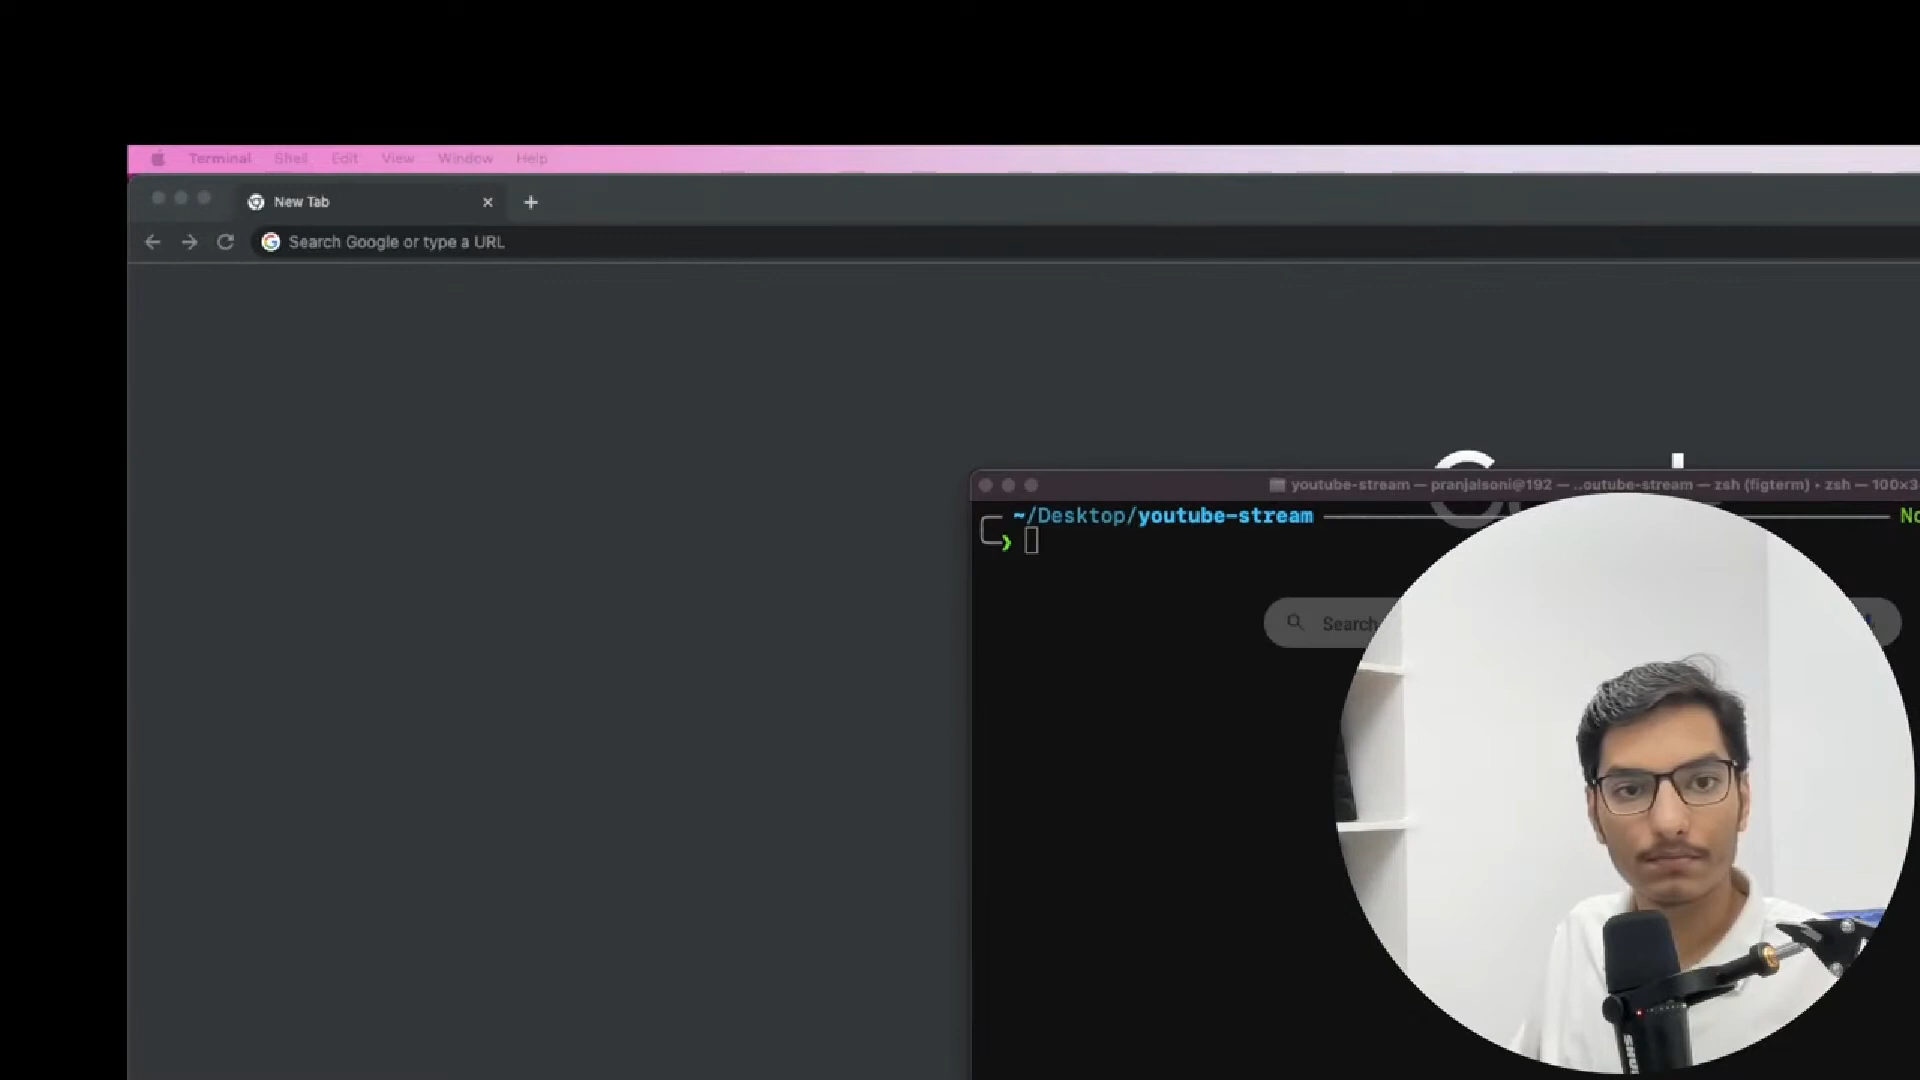 Terminal Shell Edit View Window Help
New Tab
Search Google or type a URL
youtube-stream — pranjalsoni@192 — ..outube-stream — zsh (figterm) • zsh — 100×3
~/Desktop/youtube-stream
Search
SHURE